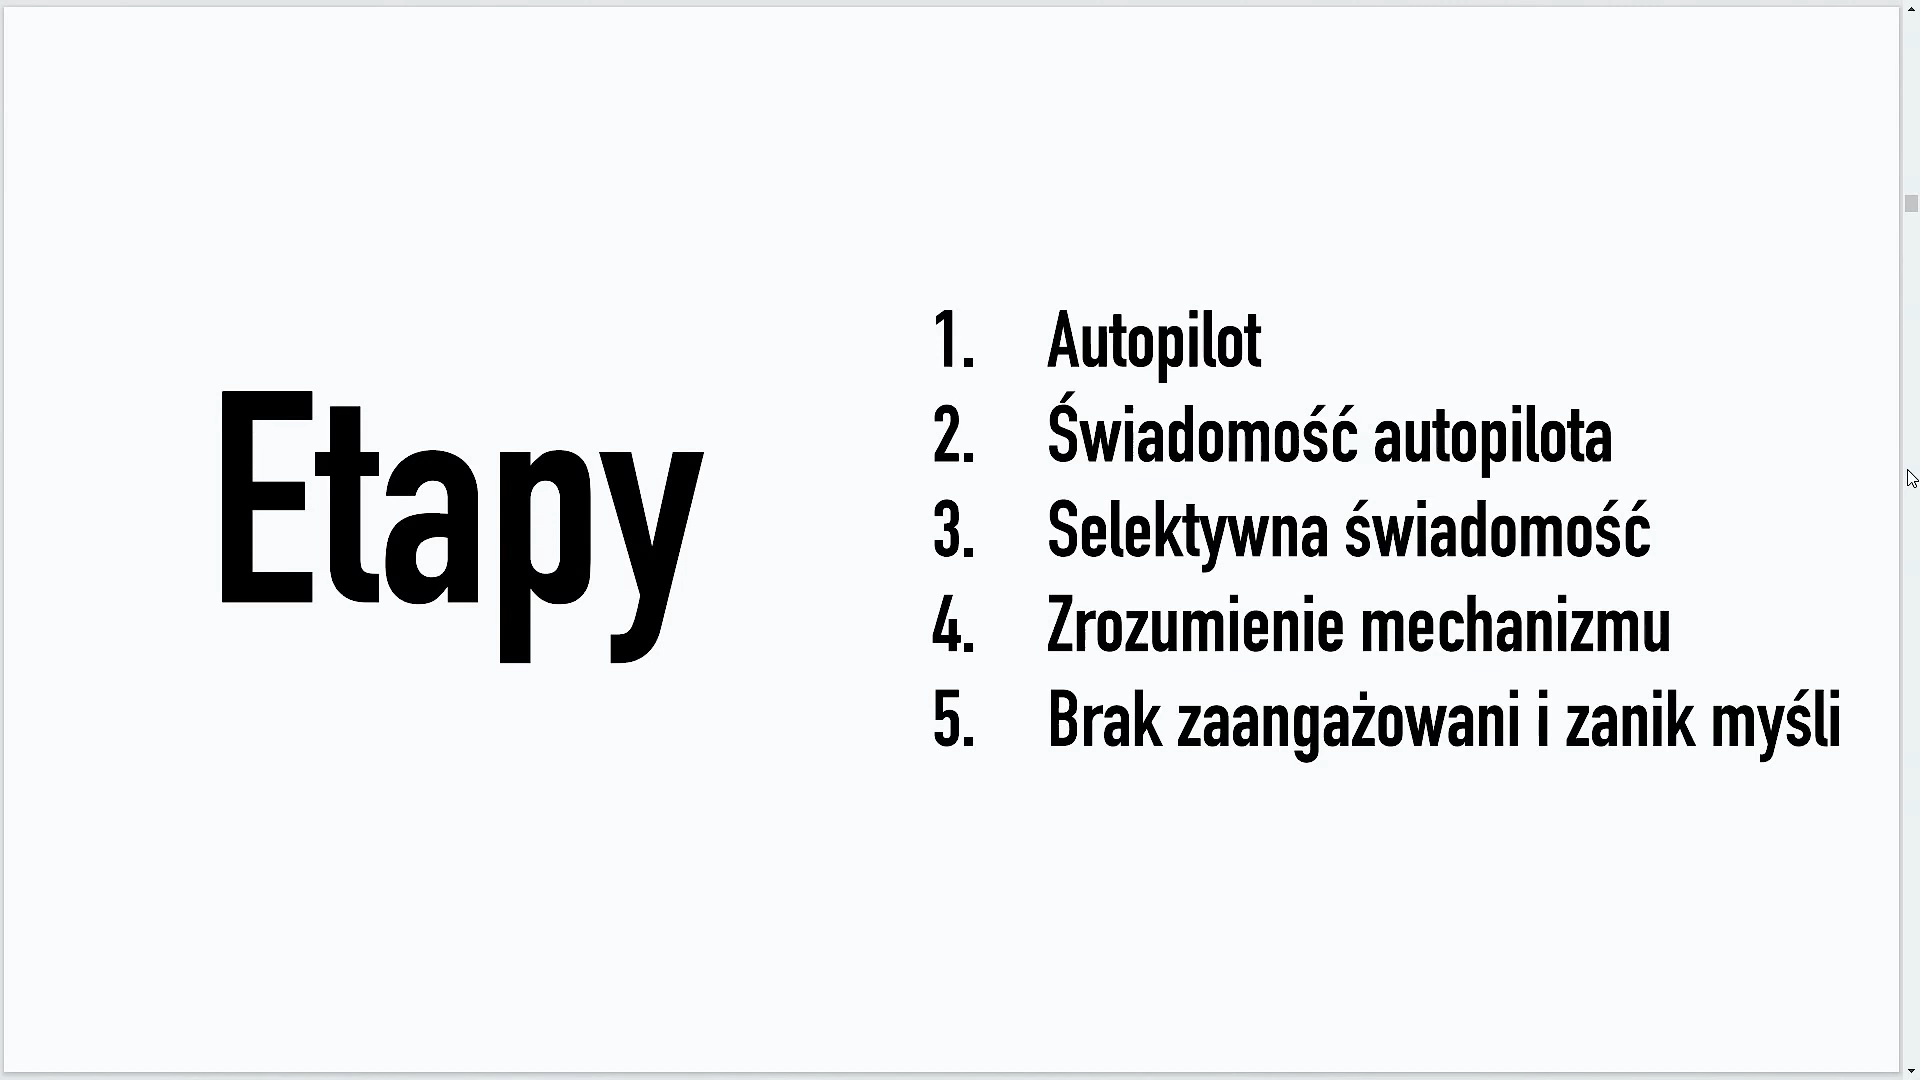 Etapy
1. Autopilot
2. Świadomość autopilota
3. Selektywna świadomość
4. Zrozumienie mechanizmu
5. Brak zaangażowani i zanik myśli